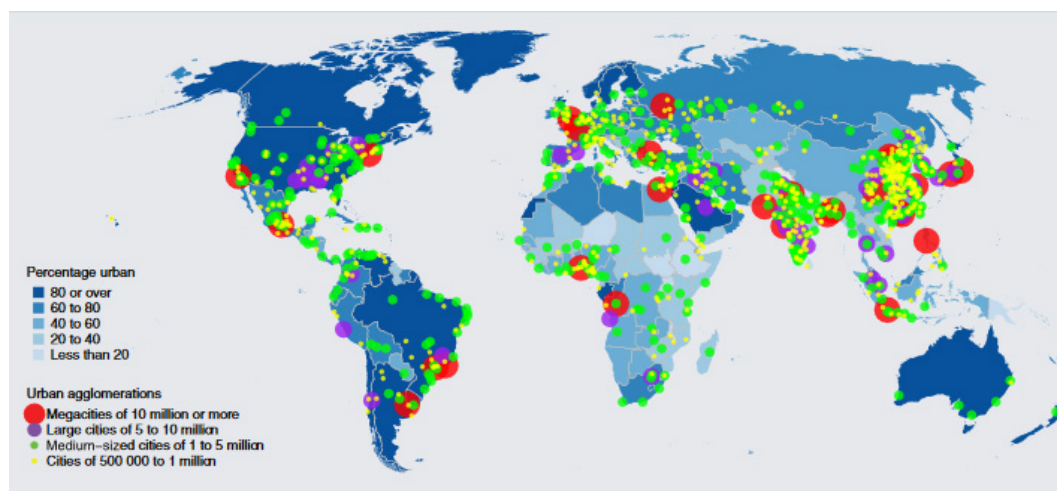 Percentage urban
80 or over
60 to 80
40 to 60
20 to 40
Less than 20
Urban agglomerations
Megacities of 10 million or more
Large cities of 5 to 10 million
Medium-sized cities of 1 to 5 million
Cities of 500 000 to 1 million